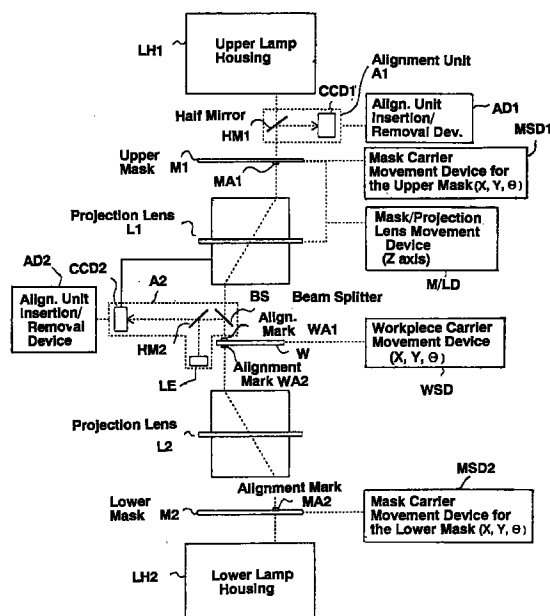 LH1
Upper Lamp
Housing
Alignment Unit
A1
CCD1
Half Mirror
HM1
Align. Unit
Insertion/
Removal Dev.
AD1
MSD1
Upper
Mask
M1
MA1
Mask Carrier
Movement Device for
the Upper Mask (X, Y, Θ)
Projection Lens
L1
Mask/Projection
Lens Movement
Device
(Z axis)
M/LD
AD2
CCD2
A2
BS
Beam Splitter
Align. Unit
Insertion/
Removal
Device
HM2
LE
Align.
Mark
WA1
W
Alignment
Mark WA2
Workpiece Carrier
Movement Device
(X, Y, Θ)
WSD
Projection Lens
L2
MSD2
Alignment Mark
MA2
Lower
Mask
M2
Mask Carrier
Movement Device for
the Lower Mask (X, Y, Θ)
LH2
Lower Lamp
Housing